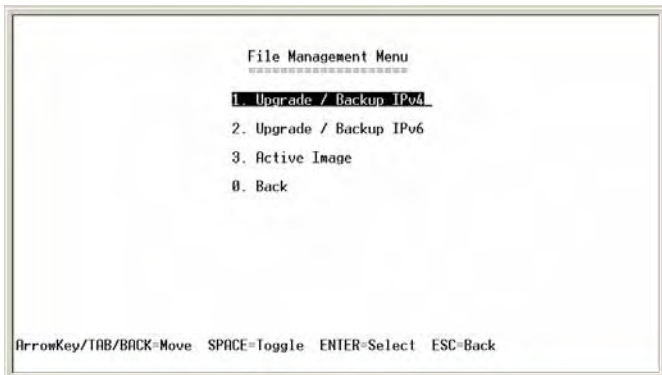 File Management Menu
====================
1. Upgrade / Backup IPv4_
2. Upgrade / Backup IPv6
3. Active Image
0. Back
ArrowKey/TAB/BACK=Move SPACE=Toggle ENTER=Select ESC=Back